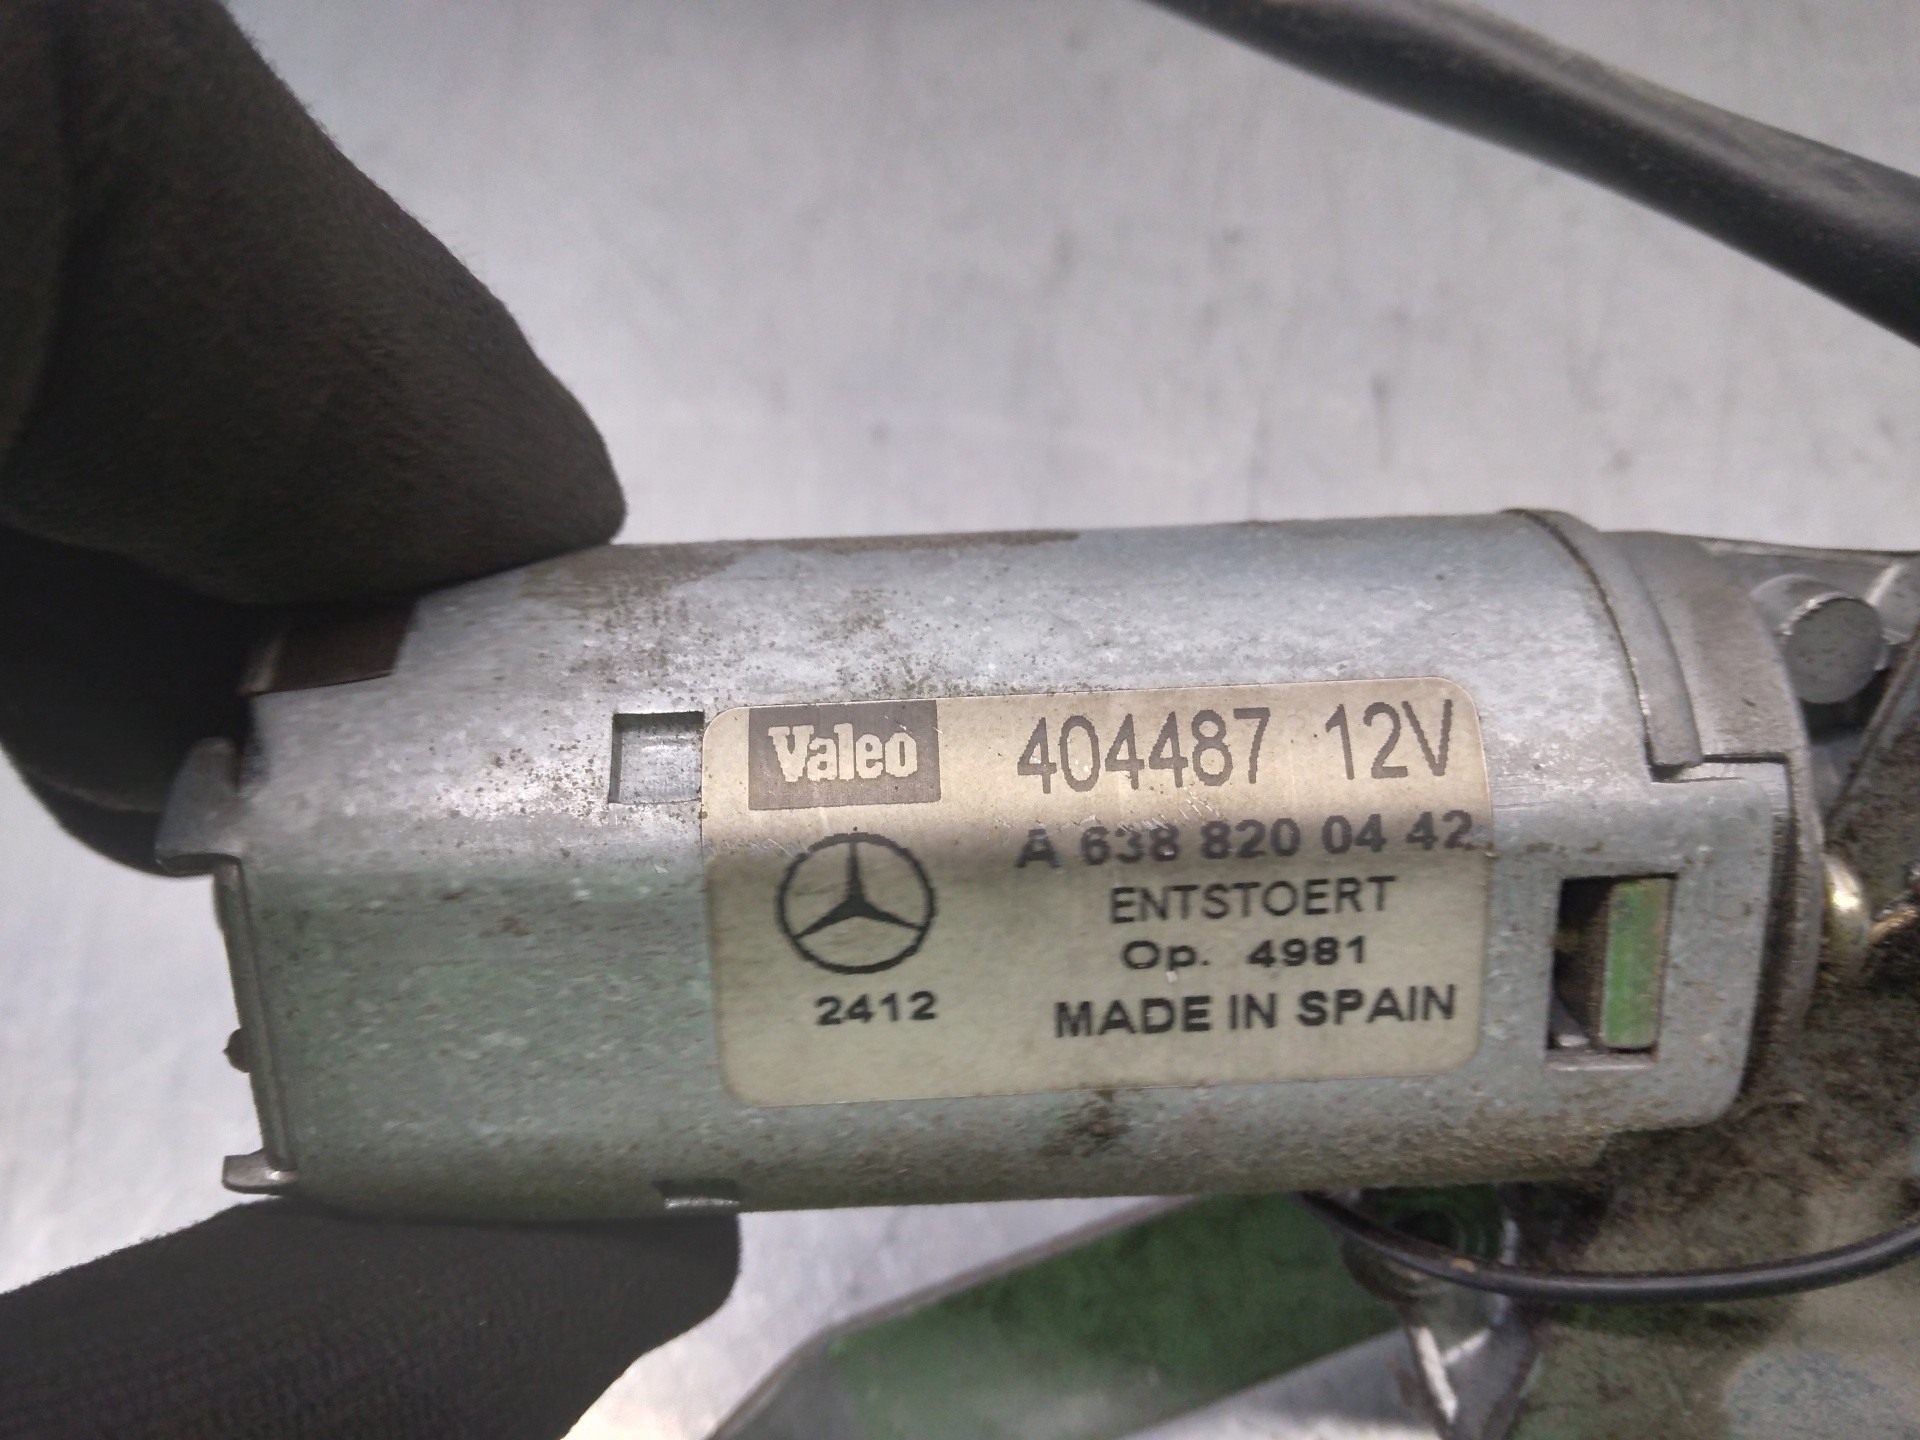 Valeo 404487 12V
A 638 820 04 42
ENTSTOERT
Op. 4981
2412 MADE IN SPAIN